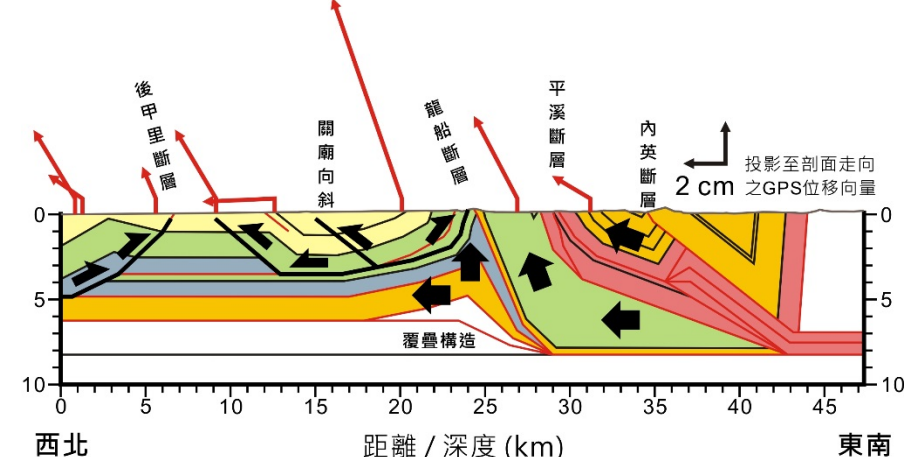 後甲里斷層
關廟向斜
龍船斷層
平溪斷層
內英斷層
2 cm
投影至剖面走向
之GPS位移向量
0
5
10
0
5
10
覆疊構造
0 5 10 15 20 25 30 35 40 45
西北 距離 / 深度 (km) 東南